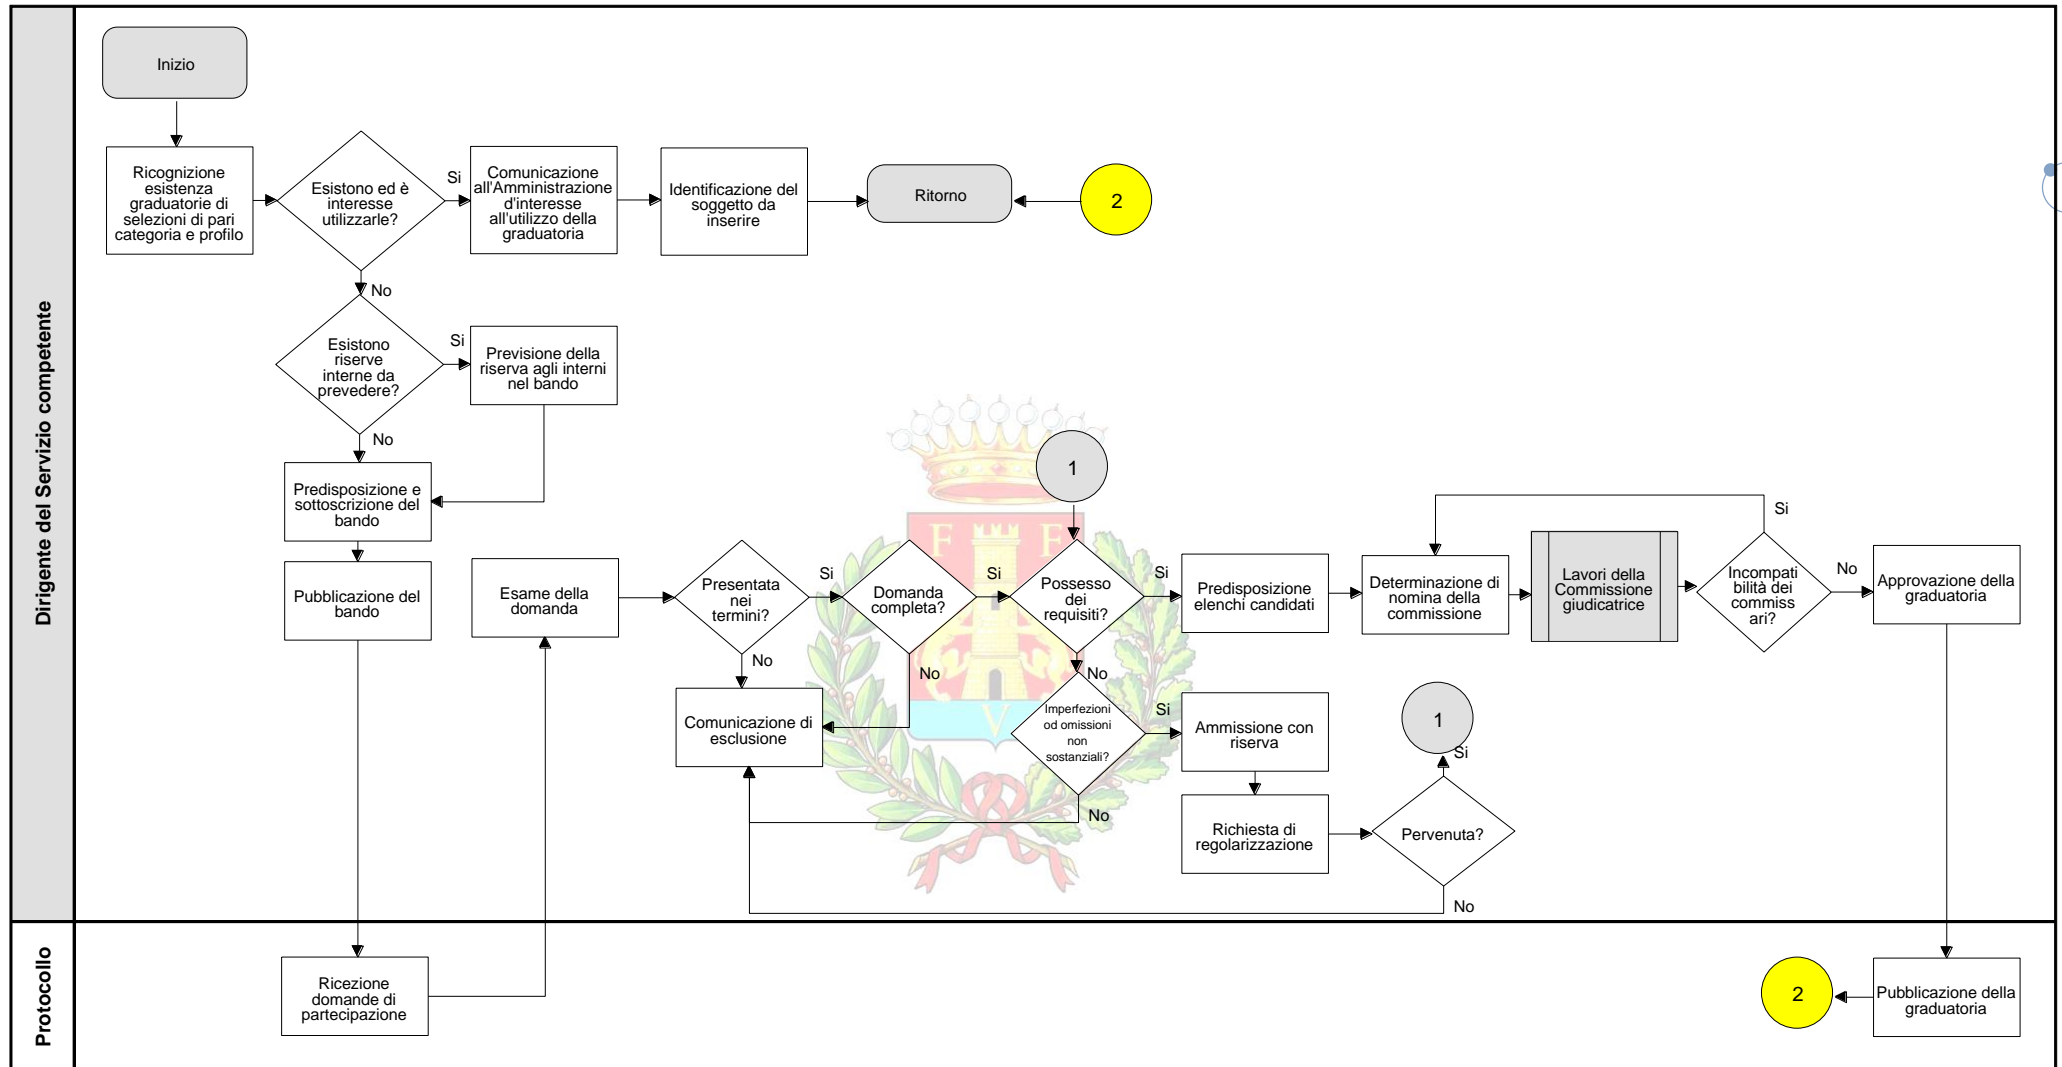 Dirigente del Servizio competente
Inizio
Ricognizione
esistenza
graduatorie di
selezioni di pari
categoria e profilo
Esistono ed è
interesse
utilizzarle?
Si
Comunicazione
all'Amministrazione
d'interesse
all'utilizzo della
graduatoria
Identificazione del
soggetto da
inserire
Ritorno
2
No
Esistono
riserve
interne da
prevedere?
Si
Previsione della
riserva agli interni
nel bando
No
Predisposizione e
sottoscrizione del
bando
Pubblicazione del
bando
Esame della
domanda
Presentata
nei
termini?
Si
No
Domanda
completa?
Si
No
1
Possesso
dei
requisiti?
Si
No
Predisposizione
elenchi candidati
Determinazione di
nomina della
commissione
Lavori della
Commissione
giudicatrice
Incompati
bilità dei
commiss
ari?
Si
No
Approvazione della
graduatoria
Comunicazione di
esclusione
Imperfezioni
od omissioni
non
sostanziali?
Si
No
Ammissione con
riserva
Richiesta di
regolarizzazione
1
Si
Pervenuta?
No
F F
V
Protocollo
Ricezione
domande di
partecipazione
2
Pubblicazione della
graduatoria